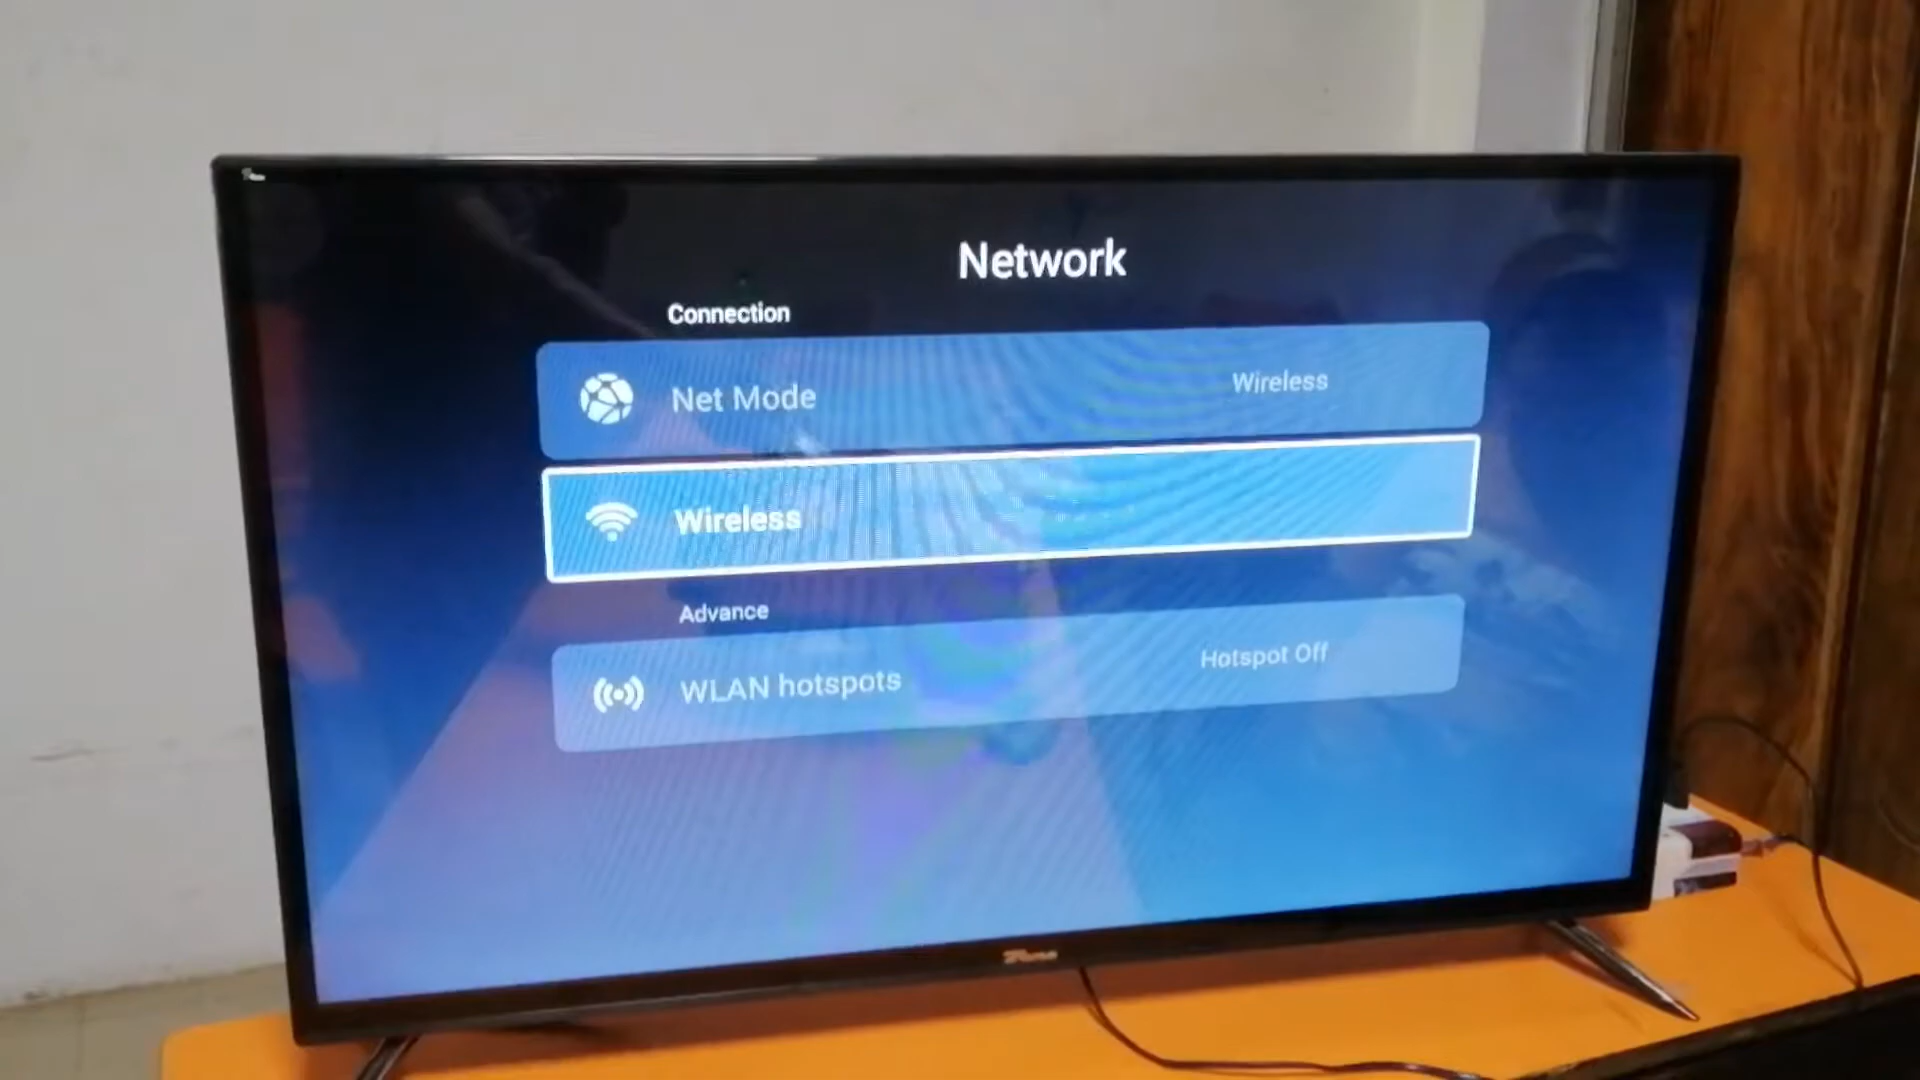 Network
Connection
Net Mode
Wireless
Wireless
Advance
WLAN hotspots
Hotspot Off